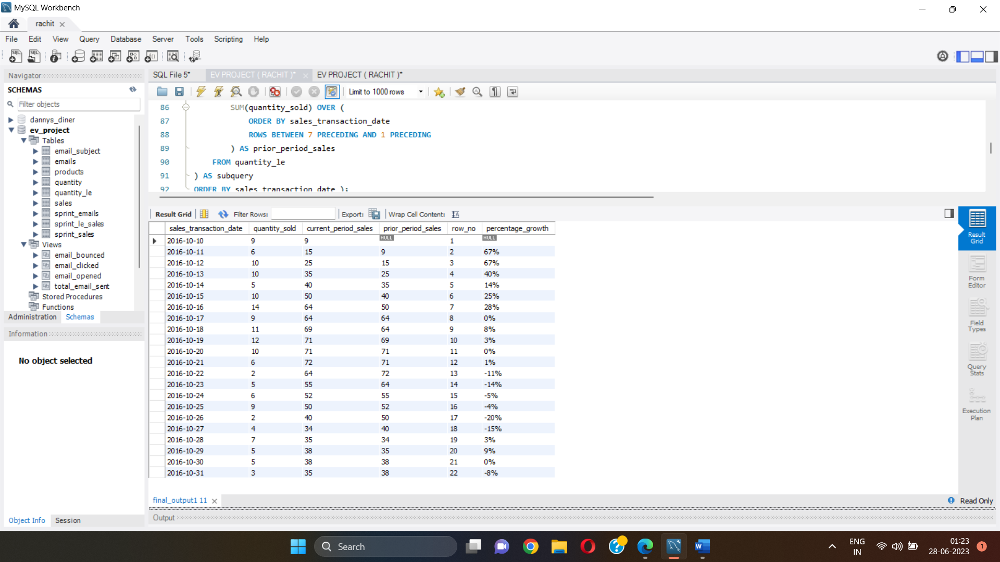 MySQL Workbench
rachit
File Edit View Query Database Server Tools Scripting Help
Navigator
SCHEMAS
Filter objects
dannys_diner
ev_project
Tables
email_subject
emails
products
quantity
quantity_le
sales
sprint_emails
sprint_le_sales
sprint_sales
Views
email_bounced
email_clicked
email_opened
total_email_sent
Stored Procedures
Functions
Administration Schemas
Information
No object selected
Object Info Session
SQL File 5* EV PROJECT ( RACHIT )* EV PROJECT ( RACHIT )*
Limit to 1000 rows
86 SUM(quantity_sold) OVER (
87 ORDER BY sales_transaction_date
88 ROWS BETWEEN 7 PRECEDING AND 1 PRECEDING
89 ) AS prior_period_sales
90 FROM quantity_le
91 ) AS subquery
92 ORDER BY sales_transaction_date );
Result Grid Filter Rows: Export: Wrap Cell Content:
sales_transaction_date quantity_sold current_period_sales prior_period_sales row_no percentage_growth
2016-10-10 9 9 NULL 1 NULL
2016-10-11 6 15 9 2 67%
2016-10-12 10 25 15 3 67%
2016-10-13 10 35 25 4 40%
2016-10-14 5 40 35 5 14%
2016-10-15 10 50 40 6 25%
2016-10-16 14 64 50 7 28%
2016-10-17 9 64 64 8 0%
2016-10-18 11 69 64 9 8%
2016-10-19 12 71 69 10 3%
2016-10-20 10 71 71 11 0%
2016-10-21 6 72 71 12 1%
2016-10-22 2 64 72 13 -11%
2016-10-23 5 55 64 14 -14%
2016-10-24 6 52 55 15 -5%
2016-10-25 9 50 52 16 -4%
2016-10-26 2 40 50 17 -20%
2016-10-27 4 34 40 18 -15%
2016-10-28 7 35 34 19 3%
2016-10-29 5 38 35 20 9%
2016-10-30 5 38 38 21 0%
2016-10-31 3 35 38 22 -8%
Result
Grid
Form
Editor
Field
Types
Query
Stats
Execution
Plan
final_output1 11
Read Only
Output
Search
ENG
IN
01:23
28-06-2023
1